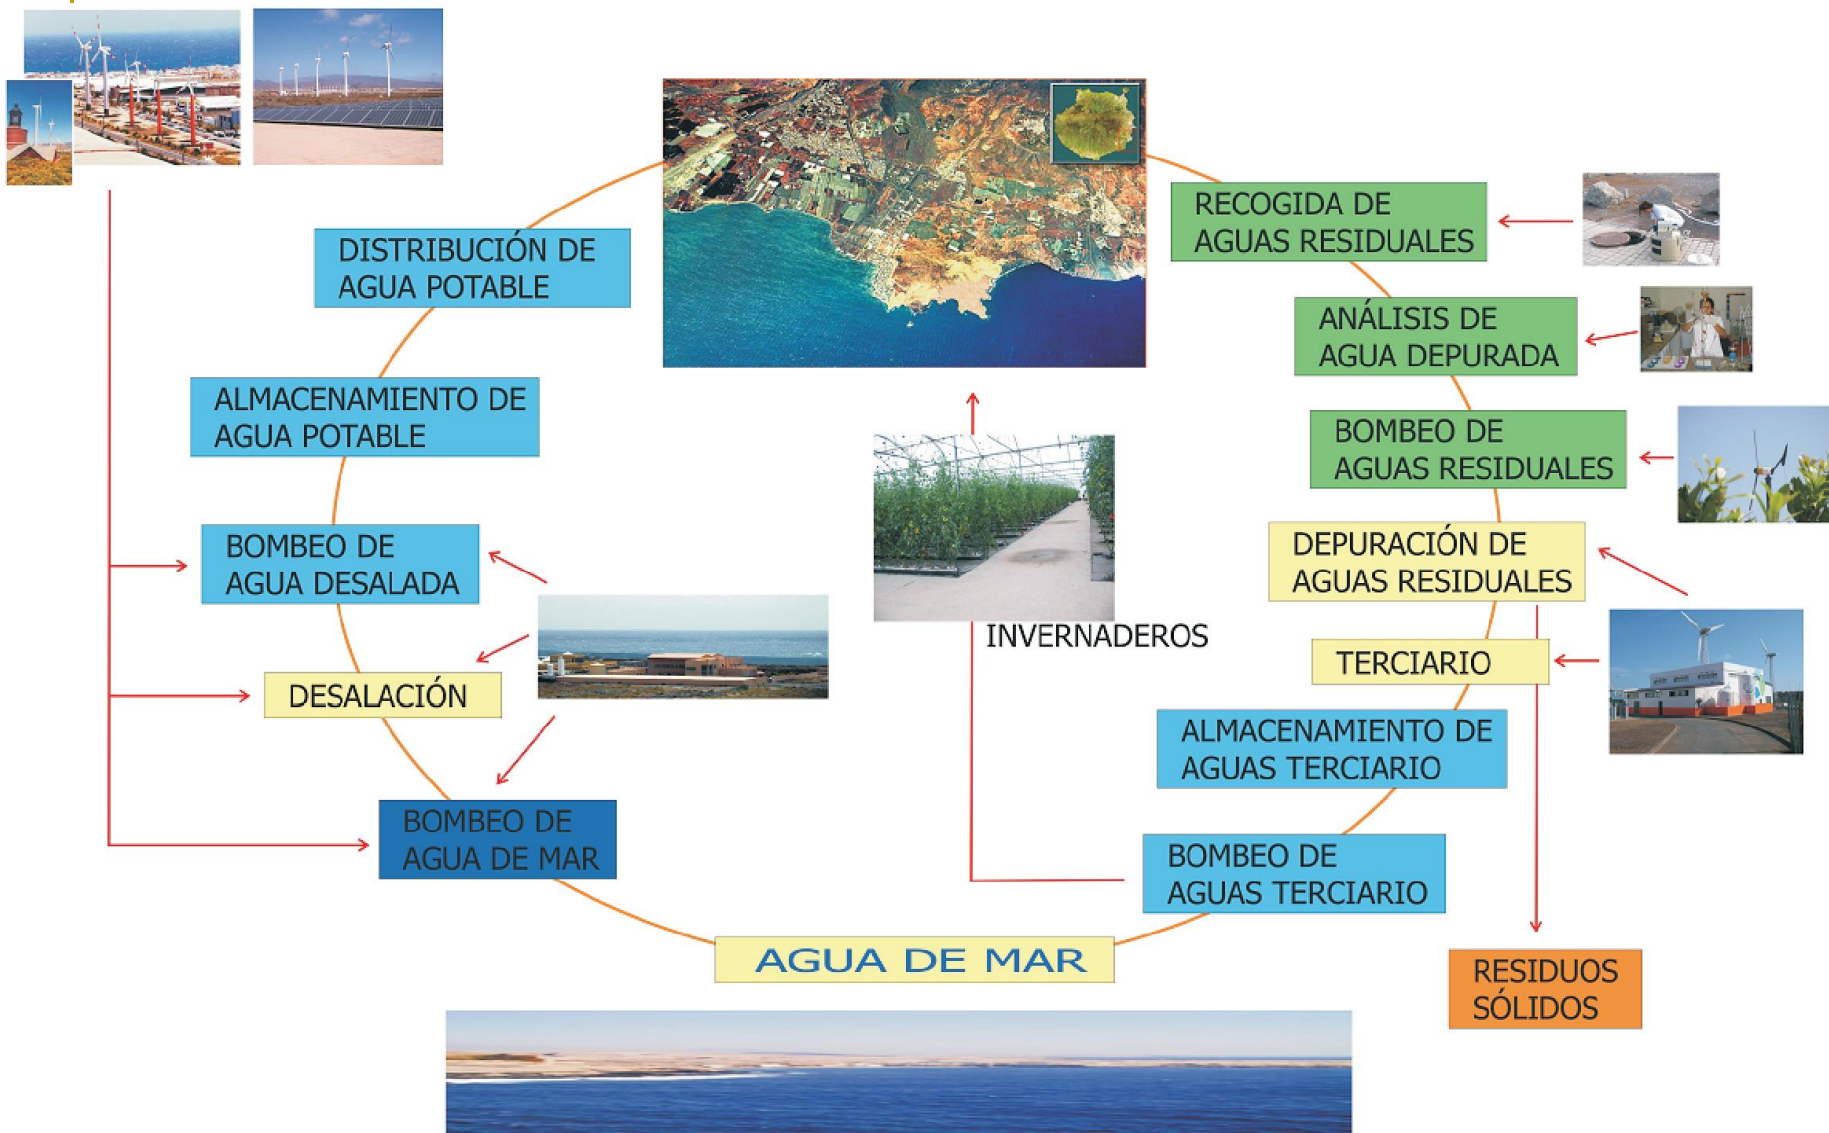 DISTRIBUCIÓN DE
AGUA POTABLE
ALMACENAMIENTO DE
AGUA POTABLE
BOMBEO DE
AGUA DESALADA
DESALACIÓN
BOMBEO DE
AGUA DE MAR
AGUA DE MAR
INVERNADEROS
RECOGIDA DE
AGUAS RESIDUALES
ANÁLISIS DE
AGUA DEPURADA
BOMBEO DE
AGUAS RESIDUALES
DEPURACIÓN DE
AGUAS RESIDUALES
TERCIARIO
ALMACENAMIENTO DE
AGUAS TERCIARIO
BOMBEO DE
AGUAS TERCIARIO
RESIDUOS
SÓLIDOS